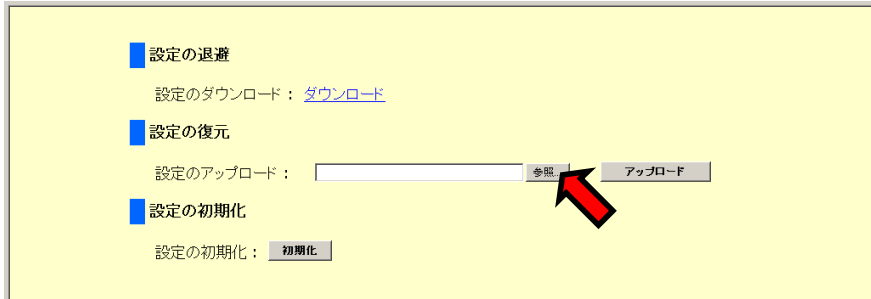 設定の退避
設定のダウンロード： ダウンロード
設定の復元
設定のアップロード： 参照... アップロード
設定の初期化
設定の初期化： 初期化